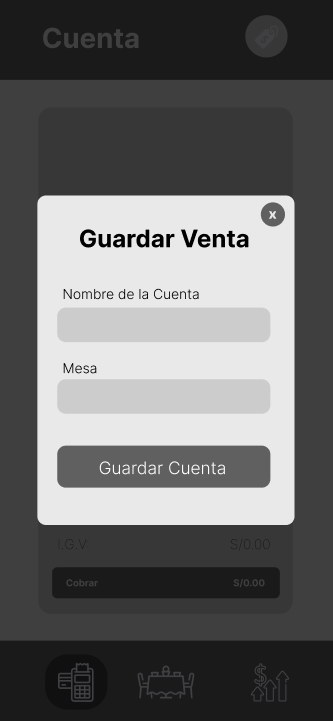 Cuenta
x
Guardar Venta
Nombre de la Cuenta
Mesa
Guardar Cuenta
I.G.V. S/0.00
Cobrar S/0.00